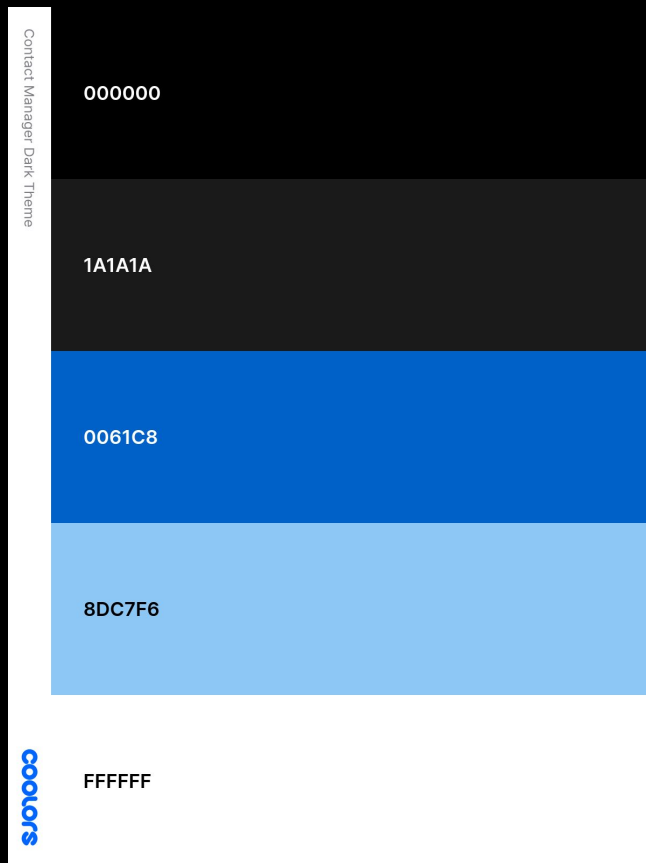 Contact Manager Dark Theme
000000
1A1A1A
0061C8
8DC7F6
FFFFFF
coolors